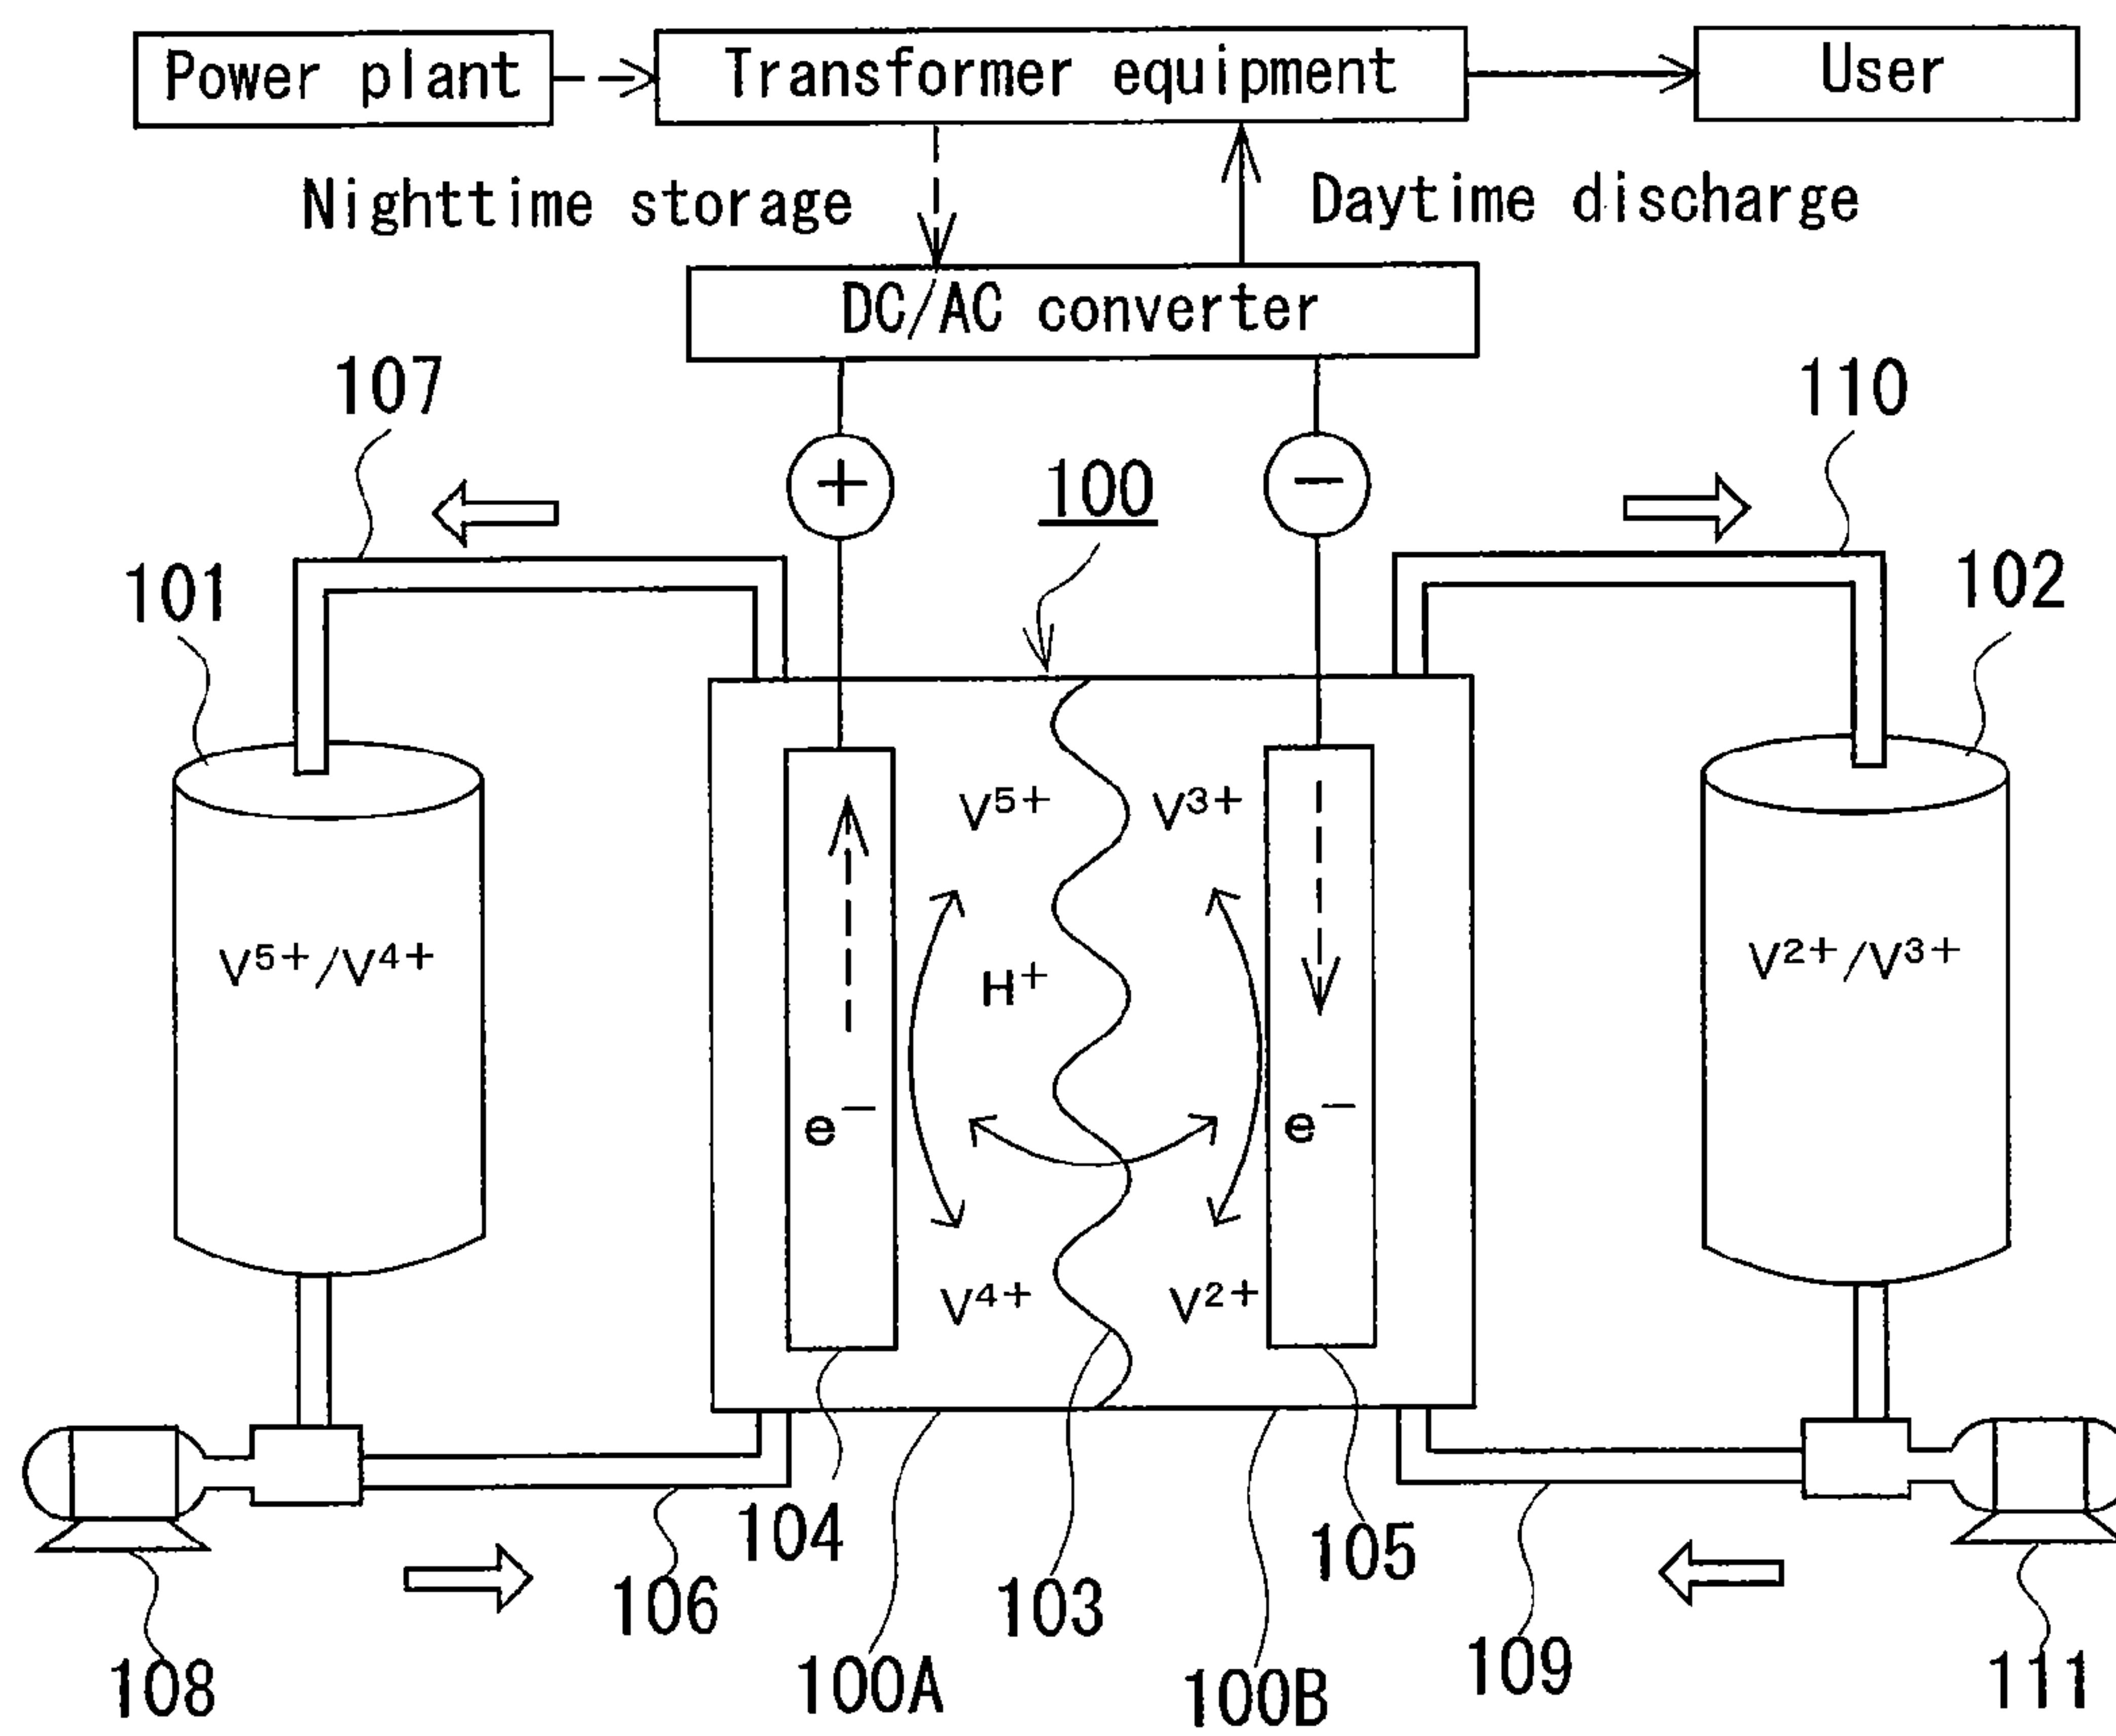 Power plant
Transformer equipment
User
Nighttime storage
Daytime discharge
DC/AC converter
107
110
+
100
−
101
102
V5+
V3+
V5+/V4+
H+
V2+/V3+
e−
e−
V4+
V2+
104
105
106
103
109
108
100A
100B
111